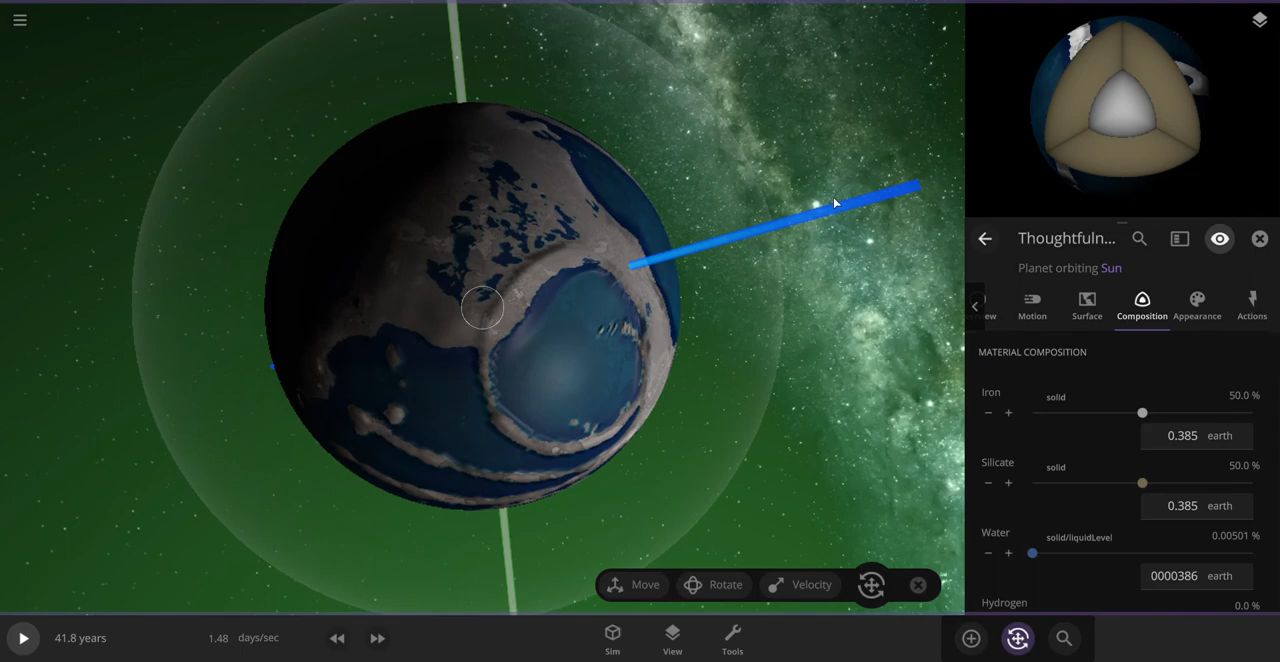 Thoughtfuln...
Planet orbiting Sun
ew
Motion
Surface
Composition
Appearance
Actions
MATERIAL COMPOSITION
Iron
solid
50.0 %
0.385 earth
Silicate
solid
50.0 %
0.385 earth
Water
solid/liquidLevel
0.00501 %
0000386 earth
Hydrogen
0.0 %
Move
Rotate
Velocity
41.8 years
1.48 days/sec
Sim
View
Tools